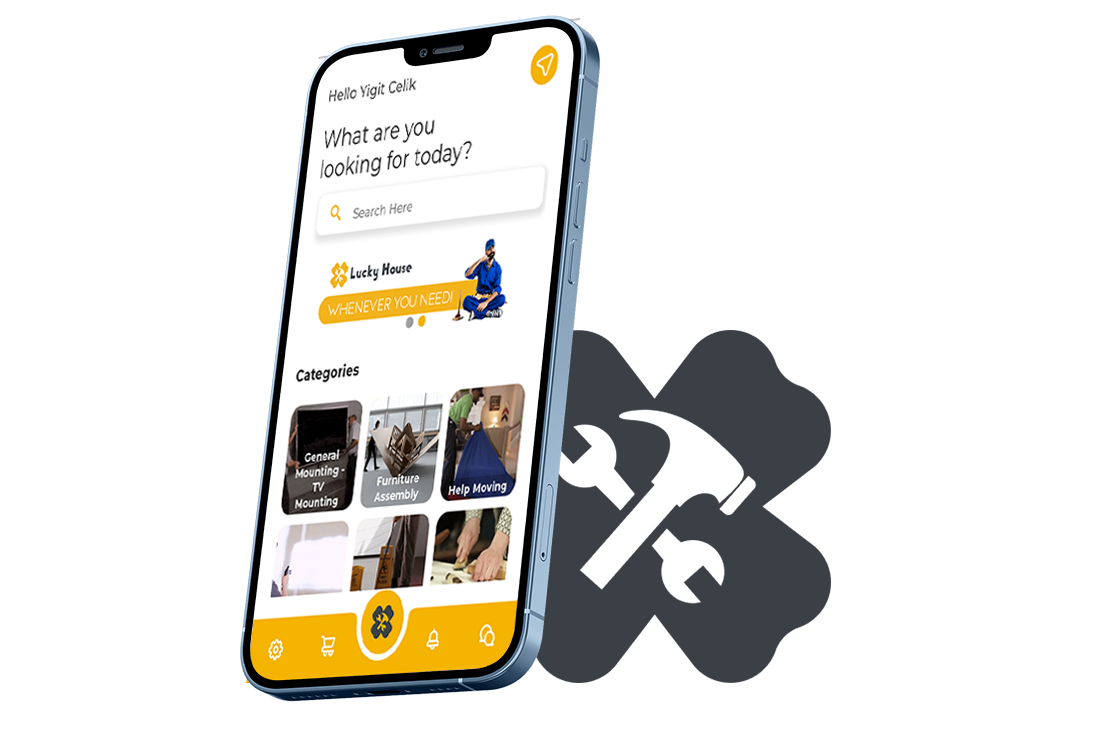 Hello Yigit Celik
What are you
looking for today?
Search Here
Lucky House
WHENEVER YOU NEED!
Categories
General
Mounting -
TV
Mounting
Furniture
Assembly
Help Moving